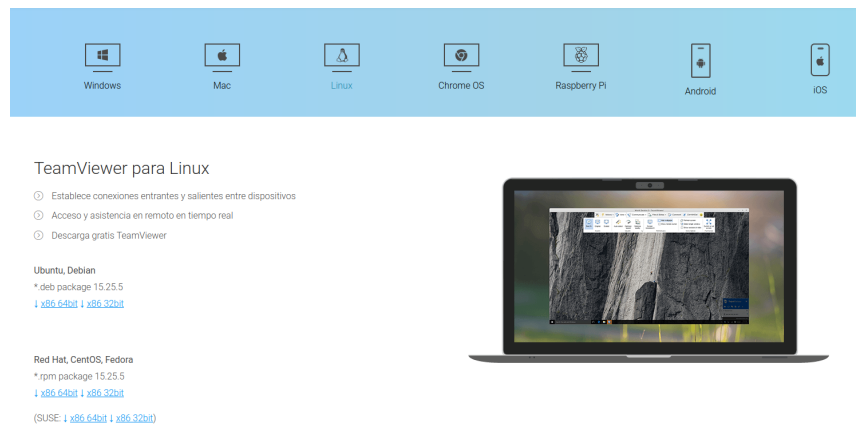 Windows
Mac
Linux
Chrome OS
Raspberry Pi
Android
iOS
TeamViewer para Linux
Establece conexiones entrantes y salientes entre dispositivos
Acceso y asistencia en remoto en tiempo real
Descarga gratis TeamViewer
Ubuntu, Debian
*.deb package 15.25.5
↓ x86 64bit ↓ x86 32bit
Red Hat, CentOS, Fedora
*.rpm package 15.25.5
↓ x86 64bit ↓ x86 32bit
(SUSE: ↓ x86 64bit ↓ x86 32bit)